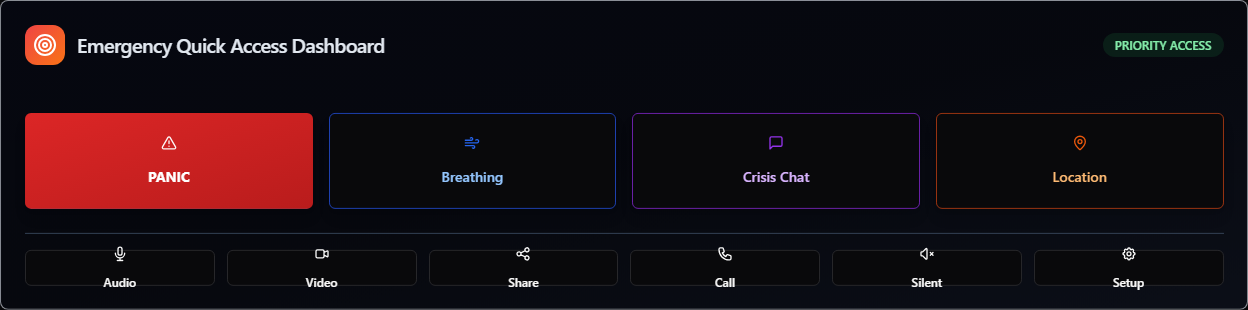 Emergency Quick Access Dashboard
PRIORITY ACCESS
PANIC
Breathing
Crisis Chat
Location
Audio
Video
Share
Call
Silent
Setup